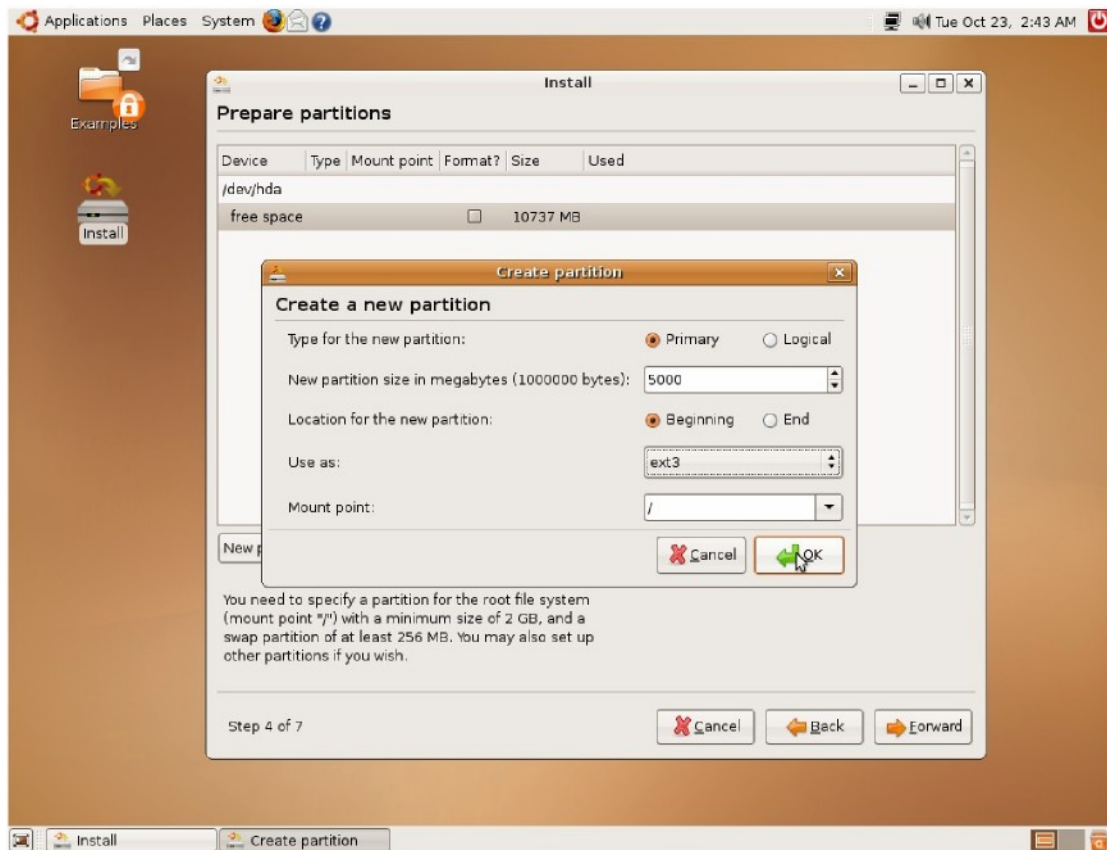 Applications Places System Tue Oct 23, 2:43 AM
Examples
Install
Install
Prepare partitions
Device Type Mount point Format? Size Used
/dev/hda
free space 10737 MB
Create partition
Create a new partition
Type for the new partition: Primary Logical
New partition size in megabytes (1000000 bytes): 5000
Location for the new partition: Beginning End
Use as: ext3
Mount point: /
New p
Cancel OK
You need to specify a partition for the root file system
(mount point "/") with a minimum size of 2 GB, and a
swap partition of at least 256 MB. You may also set up
other partitions if you wish.
Step 4 of 7 Cancel Back Forward
Install Create partition